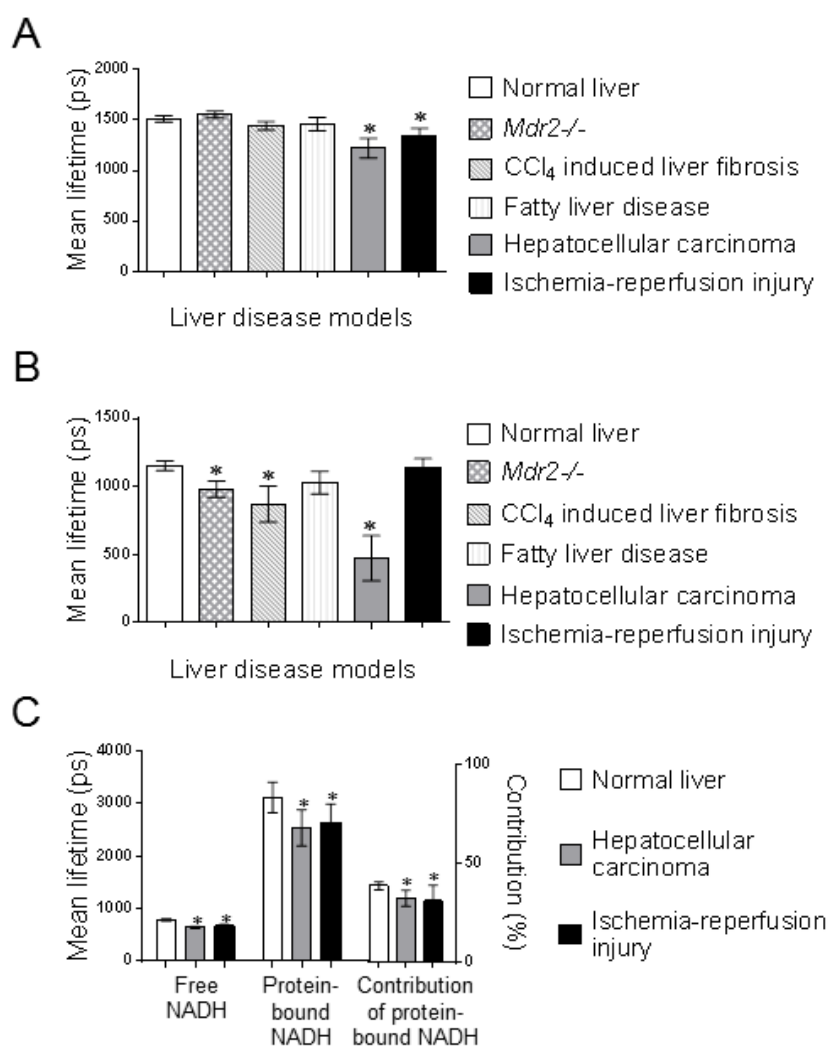 A
Mean lifetime (ps)
2000
1500
1000
500
0
* *
Liver disease models
Normal liver
Mdr2-/-
CCl4 induced liver fibrosis
Fatty liver disease
Hepatocellular carcinoma
Ischemia-reperfusion injury
B
Mean lifetime (ps)
1500
1000
500
0
* * *
Liver disease models
Normal liver
Mdr2-/-
CCl4 induced liver fibrosis
Fatty liver disease
Hepatocellular carcinoma
Ischemia-reperfusion injury
C
Mean lifetime (ps)
4000
3000
2000
1000
0
* * * * * *
Free
NADH
Protein-
bound
NADH
Contribution
of protein-
bound NADH
100
50
0
Contribution (%)
Normal liver
Hepatocellular
carcinoma
Ischemia-reperfusion
injury